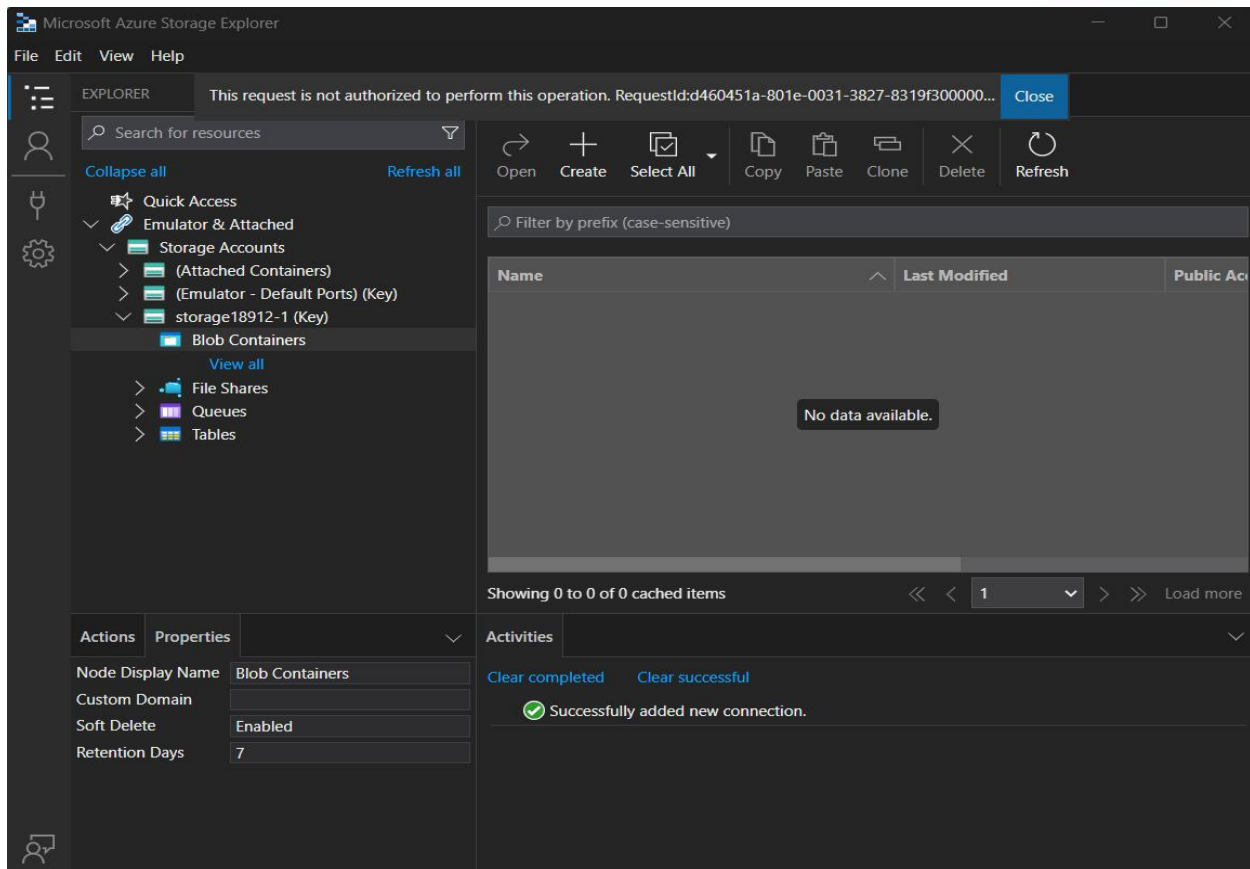 Microsoft Azure Storage Explorer
File Edit View Help
EXPLORER
This request is not authorized to perform this operation. RequestId:d460451a-801e-0031-3827-8319f300000... Close
Search for resources
Collapse all Refresh all
Quick Access
Emulator & Attached
Storage Accounts
(Attached Containers)
(Emulator - Default Ports) (Key)
storage18912-1 (Key)
Blob Containers
View all
File Shares
Queues
Tables
Open Create Select All Copy Paste Clone Delete Refresh
Filter by prefix (case-sensitive)
Name Last Modified Public Acc
No data available.
Showing 0 to 0 of 0 cached items 1 Load more
Actions Properties
Node Display Name Blob Containers
Custom Domain
Soft Delete Enabled
Retention Days 7
Activities
Clear completed Clear successful
Successfully added new connection.